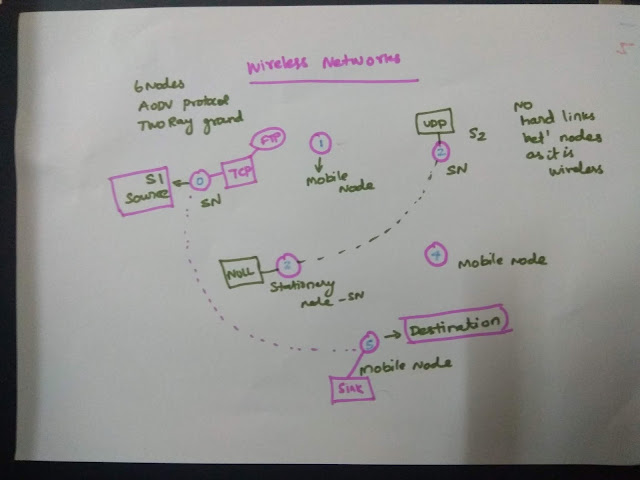 Wireless Networks
6 Nodes
AODV protocol
TWO Ray ground
FTP
TCP
0
S1
Source
SN
1
Mobile
Node
UDP
S2
2
SN
NO
hard links
bet' nodes
as it is
wireless
NULL
2
Stationary
node - SN
4
Mobile Node
5
Destination
Mobile Node
Sink